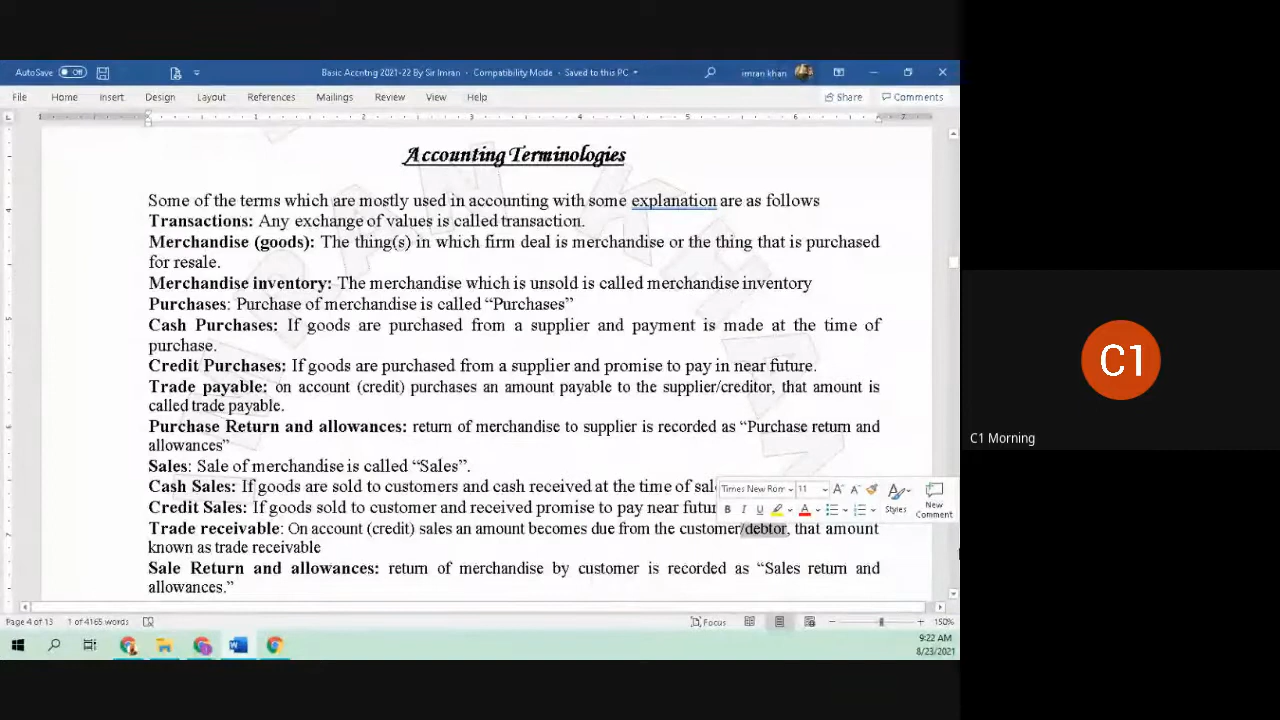 AutoSave Off
Basic Accntng 2021-22 By Sir Imran - Compatibility Mode - Saved to this PC
imran khan
File Home Insert Design Layout References Mailings Review View Help
Share Comments
Accounting Terminologies
Some of the terms which are mostly used in accounting with some explanation are as follows
Transactions: Any exchange of values is called transaction.
Merchandise (goods): The thing(s) in which firm deal is merchandise or the thing that is purchased
for resale.
Merchandise inventory: The merchandise which is unsold is called merchandise inventory
Purchases: Purchase of merchandise is called “Purchases”
Cash Purchases: If goods are purchased from a supplier and payment is made at the time of
purchase.
Credit Purchases: If goods are purchased from a supplier and promise to pay in near future.
Trade payable: on account (credit) purchases an amount payable to the supplier/creditor, that amount is
called trade payable.
Purchase Return and allowances: return of merchandise to supplier is recorded as “Purchase return and
allowances”
Sales: Sale of merchandise is called “Sales”.
Cash Sales: If goods are sold to customers and cash received at the time of sal
Credit Sales: If goods sold to customer and received promise to pay near futur
Times New Ror 11
Styles
New
Comment
Trade receivable: On account (credit) sales an amount becomes due from the customer/debtor, that amount
known as trade receivable
Sale Return and allowances: return of merchandise by customer is recorded as “Sales return and
allowances.”
Page 4 of 13 1 of 4165 words
Focus
150%
9:22 AM
8/23/2021
C1
C1 Morning